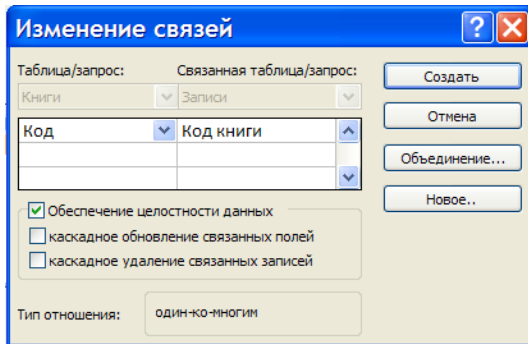 Изменение связей
Таблица/запрос: Связанная таблица/запрос:
Книги Записи
Код Код книги
Создать
Отмена
Объединение...
Новое..
Обеспечение целостности данных
каскадное обновление связанных полей
каскадное удаление связанных записей
Тип отношения: один-ко-многим